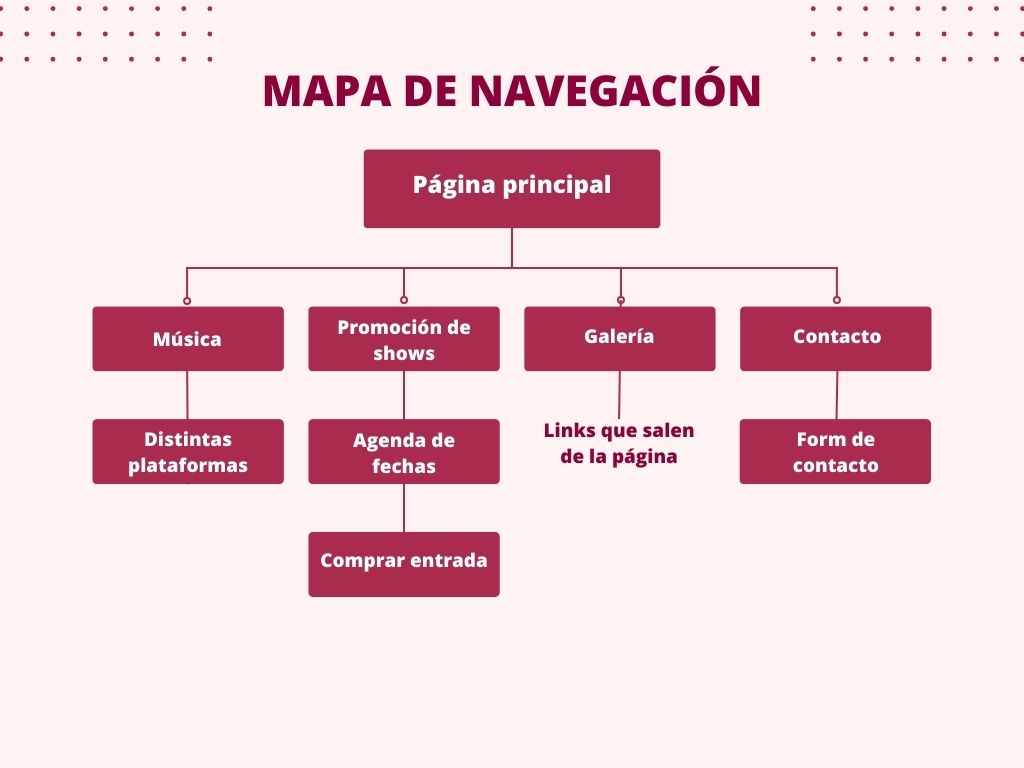 MAPA DE NAVEGACIÓN
Página principal
Música
Promoción de
shows
Galería
Contacto
Distintas
plataformas
Agenda de
fechas
Links que salen
de la página
Form de
contacto
Comprar entrada